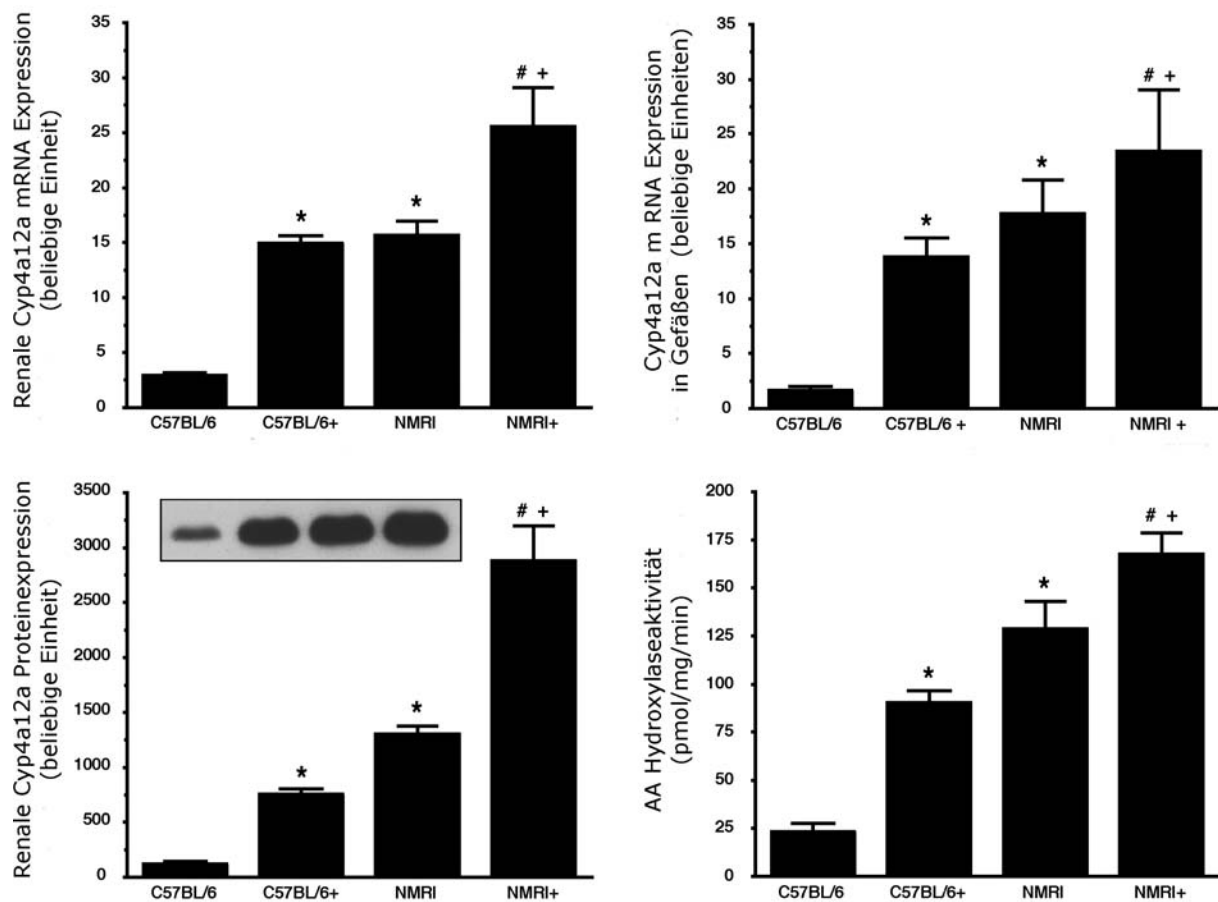 Renale Cyp4a12a mRNA Expression
(beliebige Einheit)
35
30
25
20
15
10
5
0
*
*
# +
C57BL/6
C57BL/6+
NMRI
NMRI+
Cyp4a12a m RNA Expression
in Gefäßen (beliebige Einheiten)
35
30
25
20
15
10
5
0
*
*
# +
C57BL/6
C57BL/6 +
NMRI
NMRI +
Renale Cyp4a12a Proteinexpression
(beliebige Einheit)
3500
3000
2500
2000
1500
1000
500
0
*
*
# +
C57BL/6
C57BL/6+
NMRI
NMRI+
AA Hydroxylaseaktivität
(pmol/mg/min)
200
175
150
125
100
75
50
25
0
*
*
# +
C57BL/6
C57BL/6+
NMRI
NMRI+